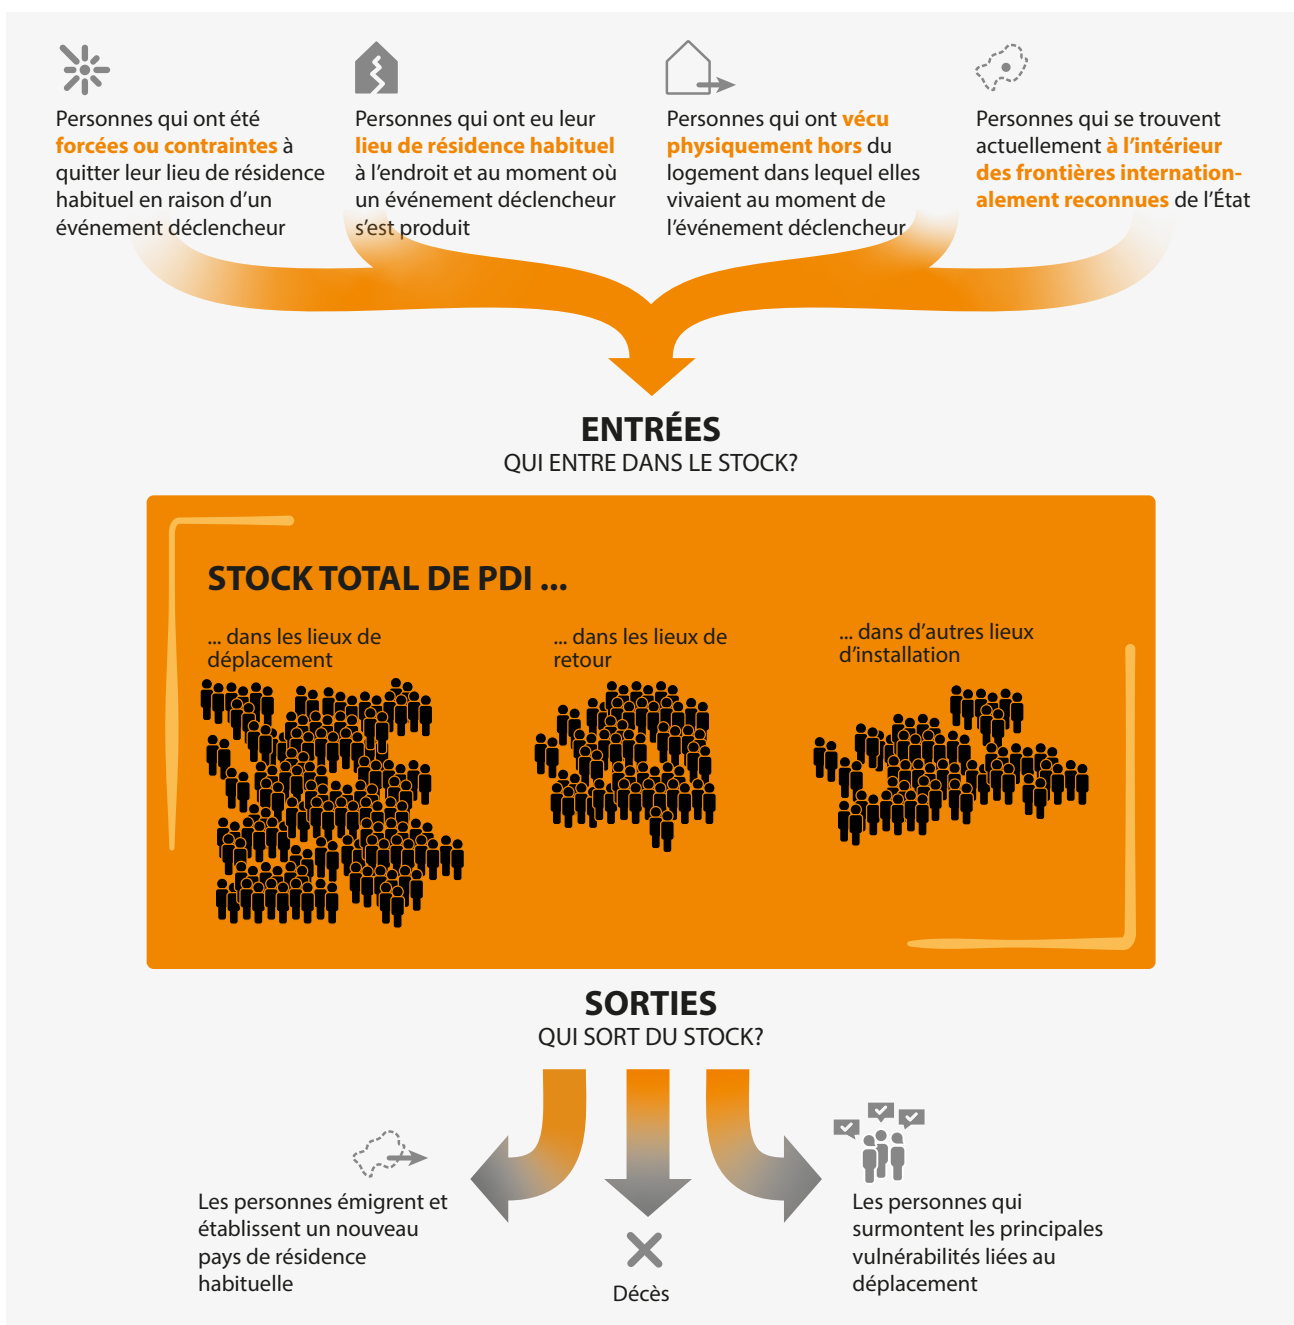 Personnes qui ont été
forcées ou contraintes à
quitter leur lieu de résidence
habituel en raison d’un
événement déclencheur
Personnes qui ont eu leur
lieu de résidence habituel
à l’endroit et au moment où
un événement déclencheur
s’est produit
Personnes qui ont vécu
physiquement hors du
logement dans lequel elles
vivaient au moment de
l’événement déclencheur
Personnes qui se trouvent
actuellement à l’intérieur
des frontières internation-
alement reconnues de l’État
ENTRÉES
QUI ENTRE DANS LE STOCK?
STOCK TOTAL DE PDI ...
... dans les lieux de
déplacement
... dans les lieux de
retour
... dans d’autres lieux
d’installation
SORTIES
QUI SORT DU STOCK?
Les personnes émigrent et
établissent un nouveau
pays de résidence
habituelle
Décès
Les personnes qui
surmontent les principales
vulnérabilités liées au
déplacement